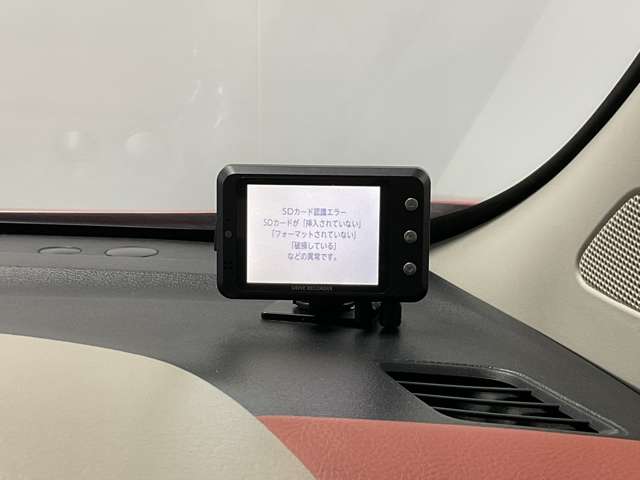 SDカード認識エラー
SDカードが「挿入されていない」
「フォーマットされていない」
「破損している」
などの異常です。
DRIVE RECORDER